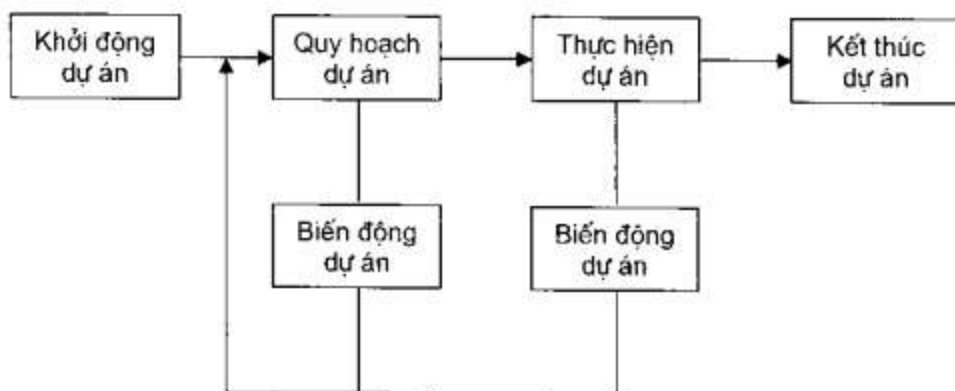 Khởi động
dự án
Quy hoạch
dự án
Thực hiện
dự án
Kết thúc
dự án
Biến động
dự án
Biến động
dự án